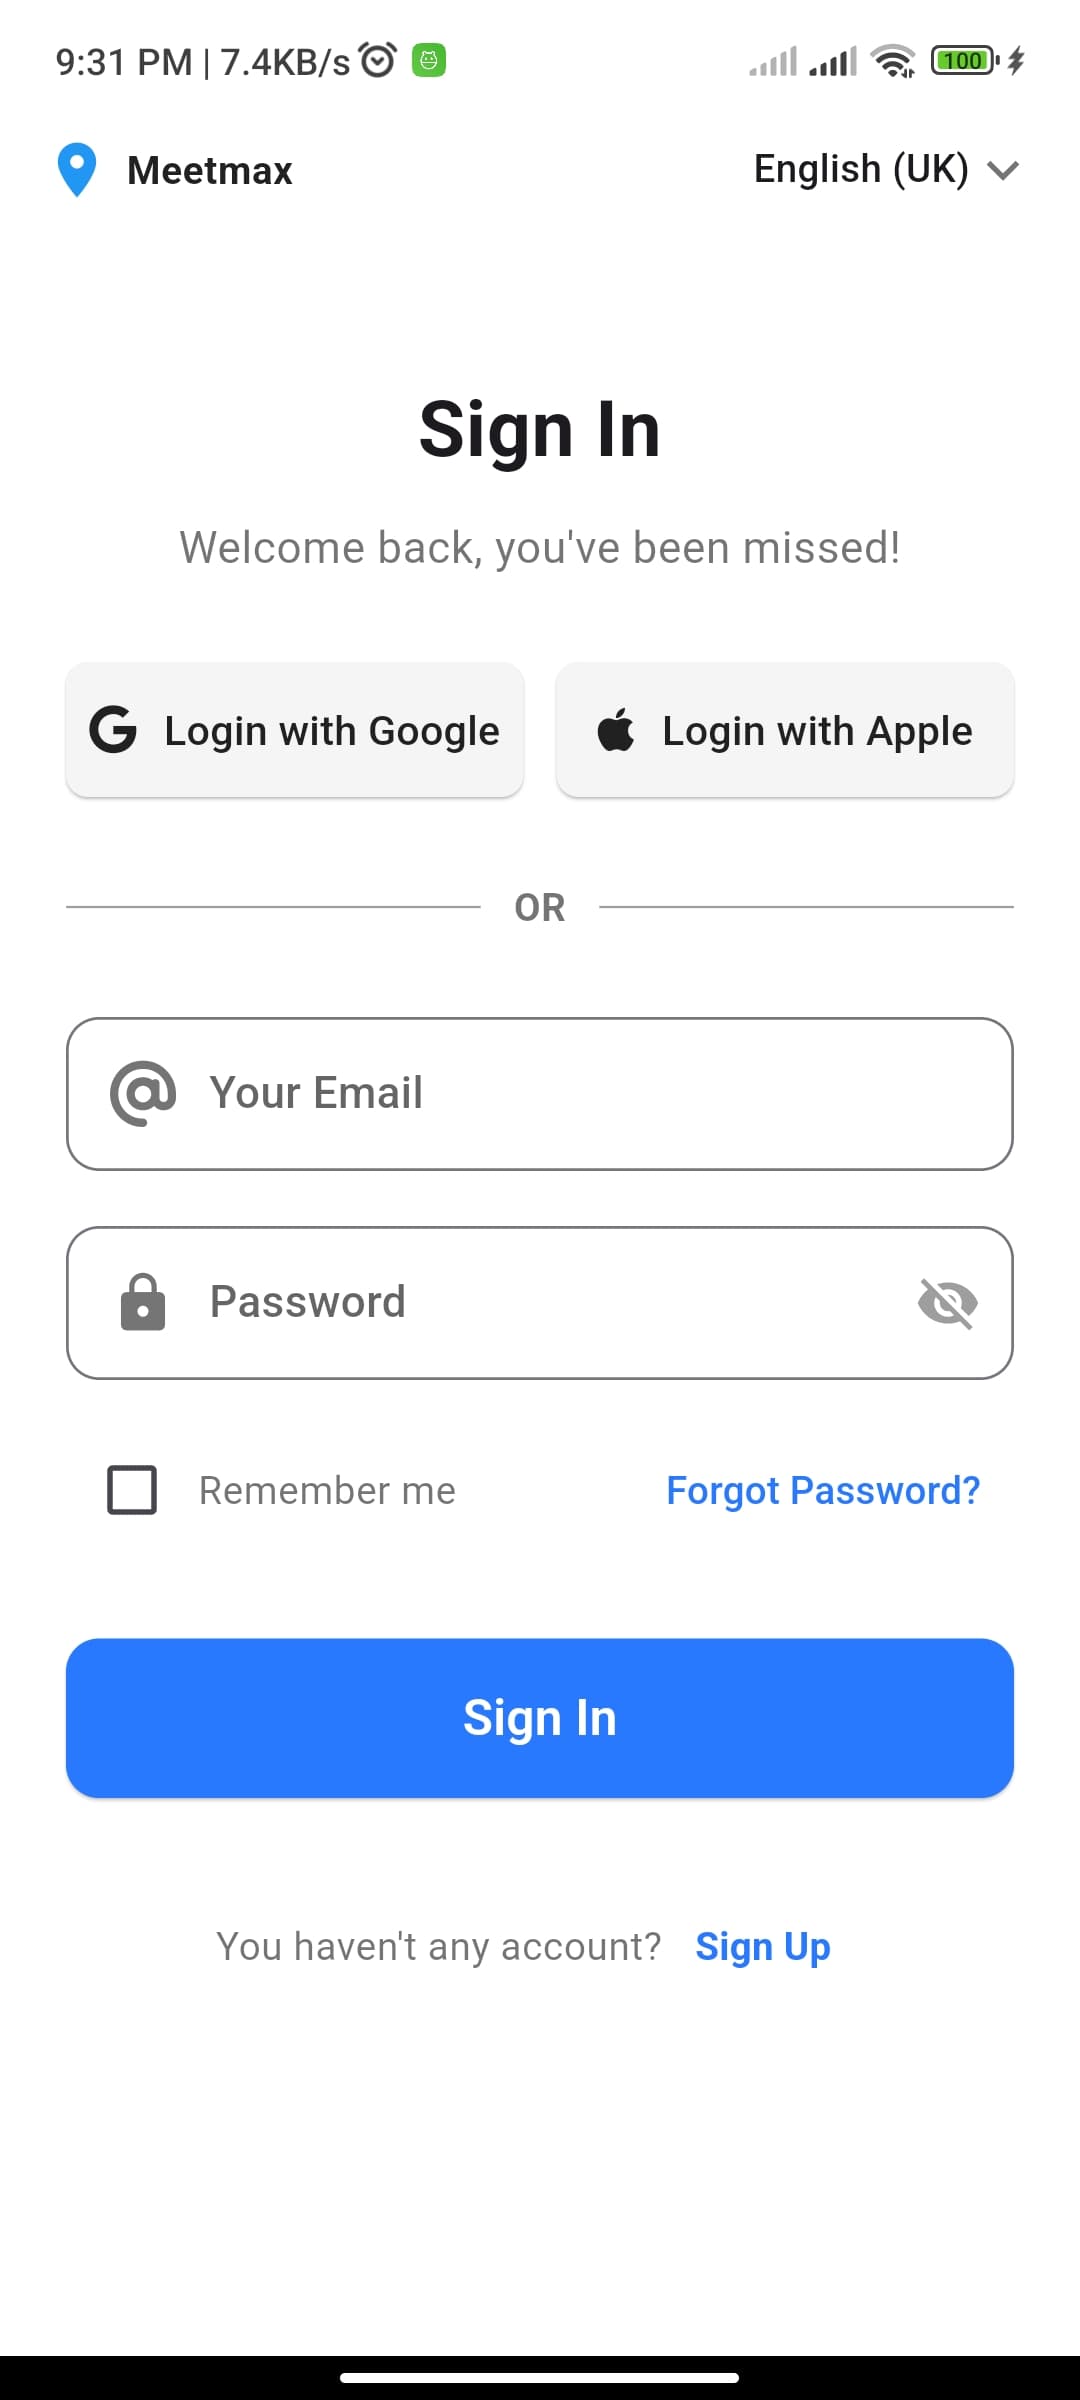 9:31 PM | 7.4KB/s 100
Meetmax English (UK)
Sign In
Welcome back, you've been missed!
Login with Google Login with Apple
OR
Your Email
Password
Remember me Forgot Password?
Sign In
You haven't any account? Sign Up